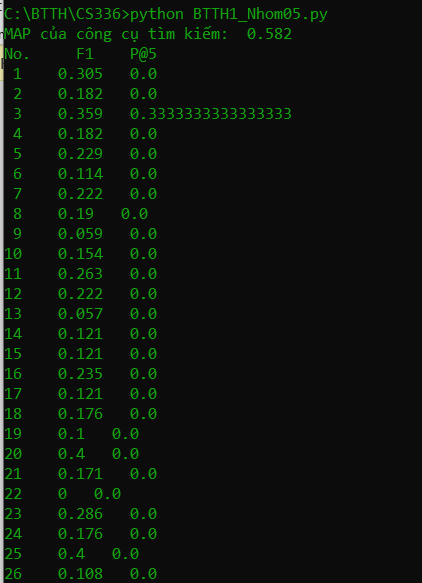 C:\BTTH\CS336>python BTTH1_Nhom05.py
MAP của công cụ tìm kiếm:  0.582
No.      F1    P@5
 1    0.305   0.0
 2    0.182   0.0
 3    0.359   0.3333333333333333
 4    0.182   0.0
 5    0.229   0.0
 6    0.114   0.0
 7    0.222   0.0
 8    0.19   0.0
 9    0.059   0.0
10    0.154   0.0
11    0.263   0.0
12    0.222   0.0
13    0.057   0.0
14    0.121   0.0
15    0.121   0.0
16    0.235   0.0
17    0.121   0.0
18    0.176   0.0
19    0.1   0.0
20    0.4   0.0
21    0.171   0.0
22    0   0.0
23    0.286   0.0
24    0.176   0.0
25    0.4   0.0
26    0.108   0.0